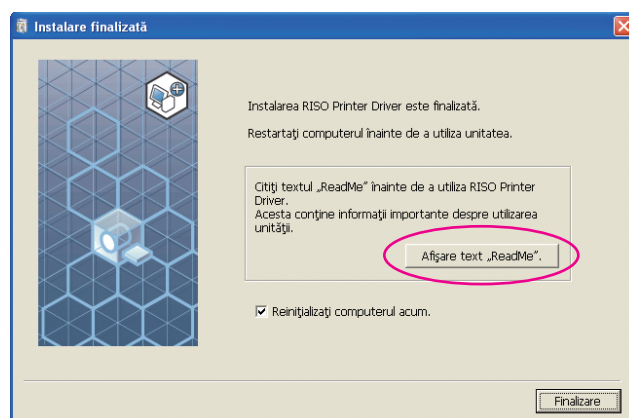 Instalare finalizată
Instalarea RISO Printer Driver este finalizată.
Restartaţi computerul înainte de a utiliza unitatea.
Citiţi textul „ReadMe” înainte de a utiliza RISO Printer
Driver.
Acesta conţine informaţii importante despre utilizarea
unităţii.
Afişare text „ReadMe”.
Reiniţializaţi computerul acum.
Finalizare